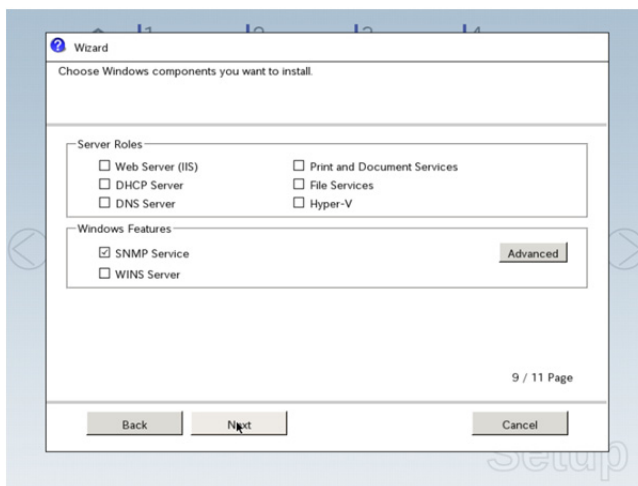 Wizard
Choose Windows components you want to install.
Server Roles
Web Server (IIS)
Print and Document Services
DHCP Server
File Services
DNS Server
Hyper-V
Windows Features
SNMP Service
Advanced
WINS Server
9 / 11 Page
Back
Next
Cancel
Setup